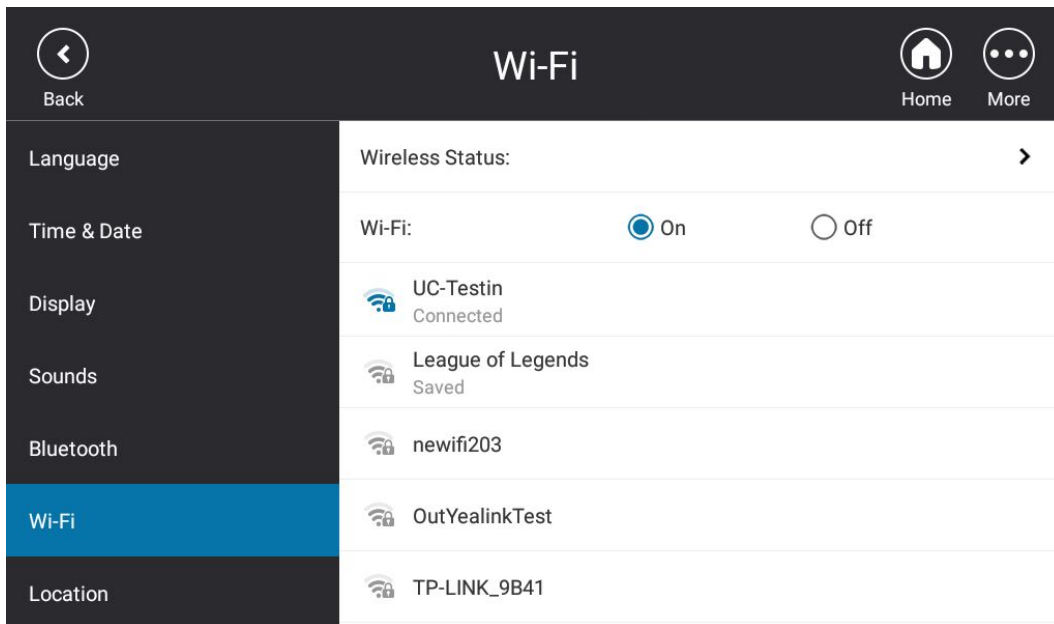 Wi-Fi
Back
Home
More
Language
Time & Date
Display
Sounds
Bluetooth
Wi-Fi
Location
Wireless Status:
Wi-Fi: On Off
UC-Testin
Connected
League of Legends
Saved
newifi203
OutYealinkTest
TP-LINK_9B41